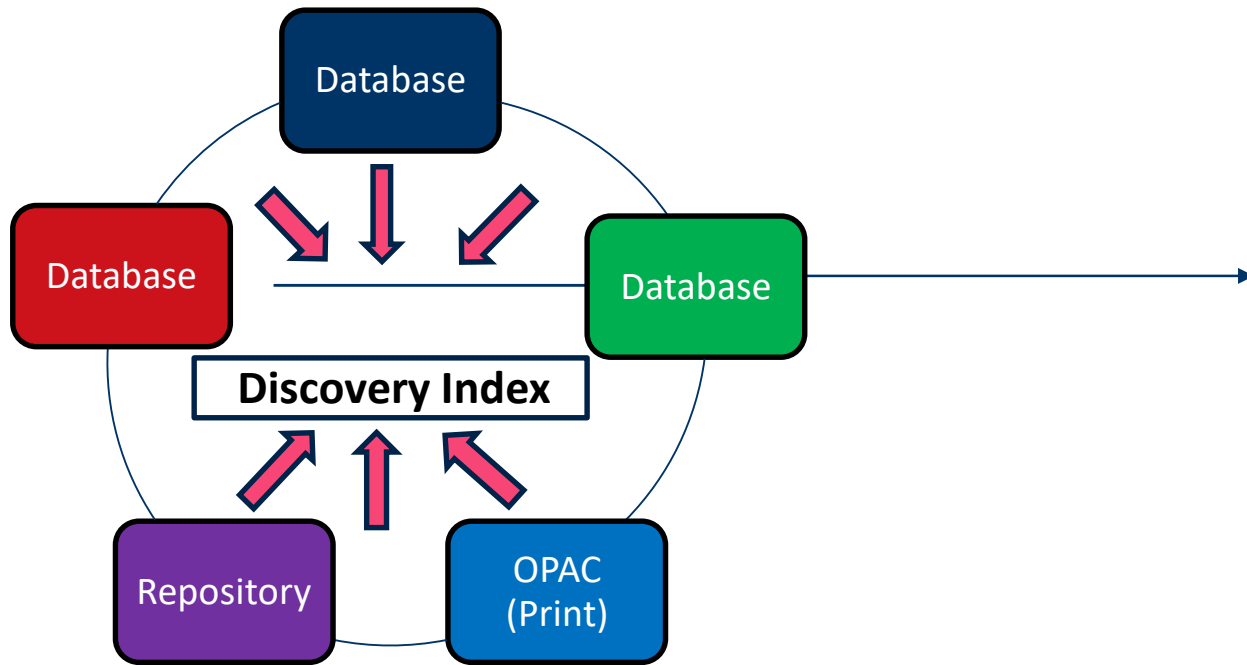 Database
Database
Database
Discovery Index
Repository
OPAC
(Print)